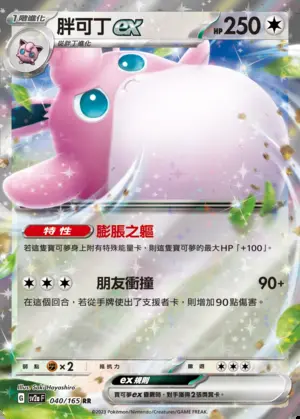 1階進化
胖可丁ex
HP 250
從胖丁進化
特性 膨脹之軀
若這隻寶可夢身上附有特殊能量卡，則這隻寶可夢的最大HP「+100」。
朋友衝撞 90+
在這個回合，若從手牌使出了支援者卡，則增加90點傷害。
弱點 ×2 抵抗力 撤退
ex規則
寶可夢ex昏厥時，對手獲得2張獎賞卡。
Illus. Saki Hayashiro
G sv2a F 040/165 RR
©2023 Pokémon/Nintendo/Creatures/GAME FREAK.